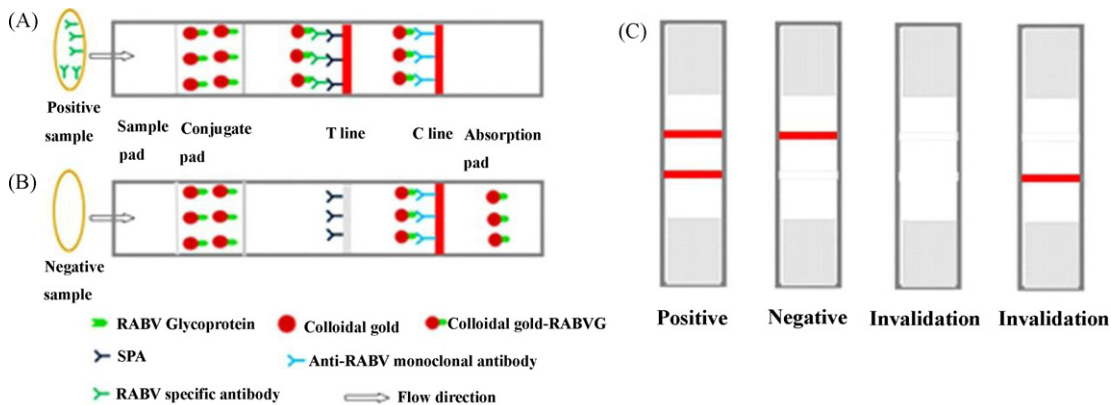 (A)
Positive
sample
Sample
pad
Conjugate
pad
T line
C line
Absorption
pad
(B)
Negative
sample
RABV Glycoprotein
Colloidal gold
Colloidal gold-RABVG
SPA
Anti-RABV monoclonal antibody
RABV specific antibody
Flow direction
(C)
Positive
Negative
Invalidation
Invalidation